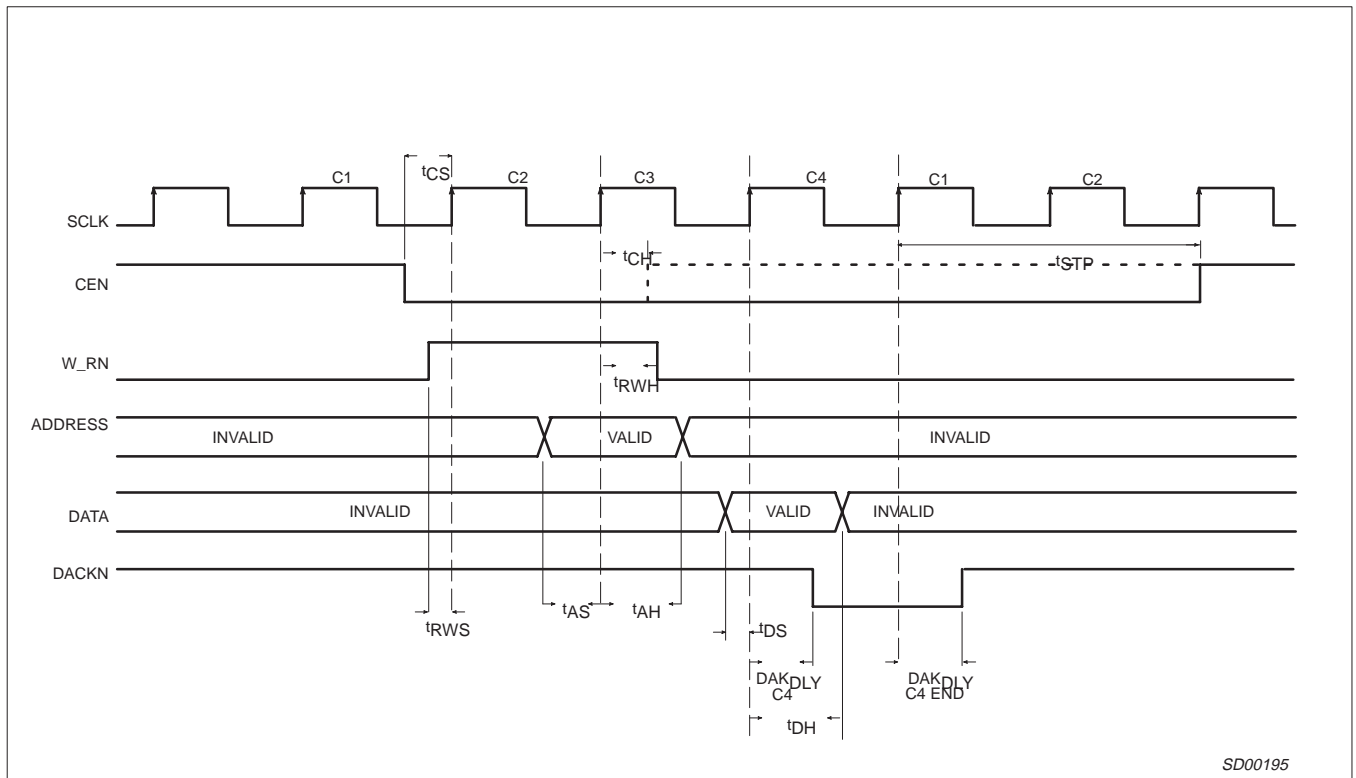 tCS
C1
C2
C3
C4
C1
C2
SCLK
tCH
tSTP
CEN
W_RN
tRWH
ADDRESS
INVALID
VALID
INVALID
DATA
INVALID
VALID
INVALID
DACKN
tRWS
tAS
tAH
tDS
DAKDLY
C4
DAKDLY
C4 END
tDH
SD00195